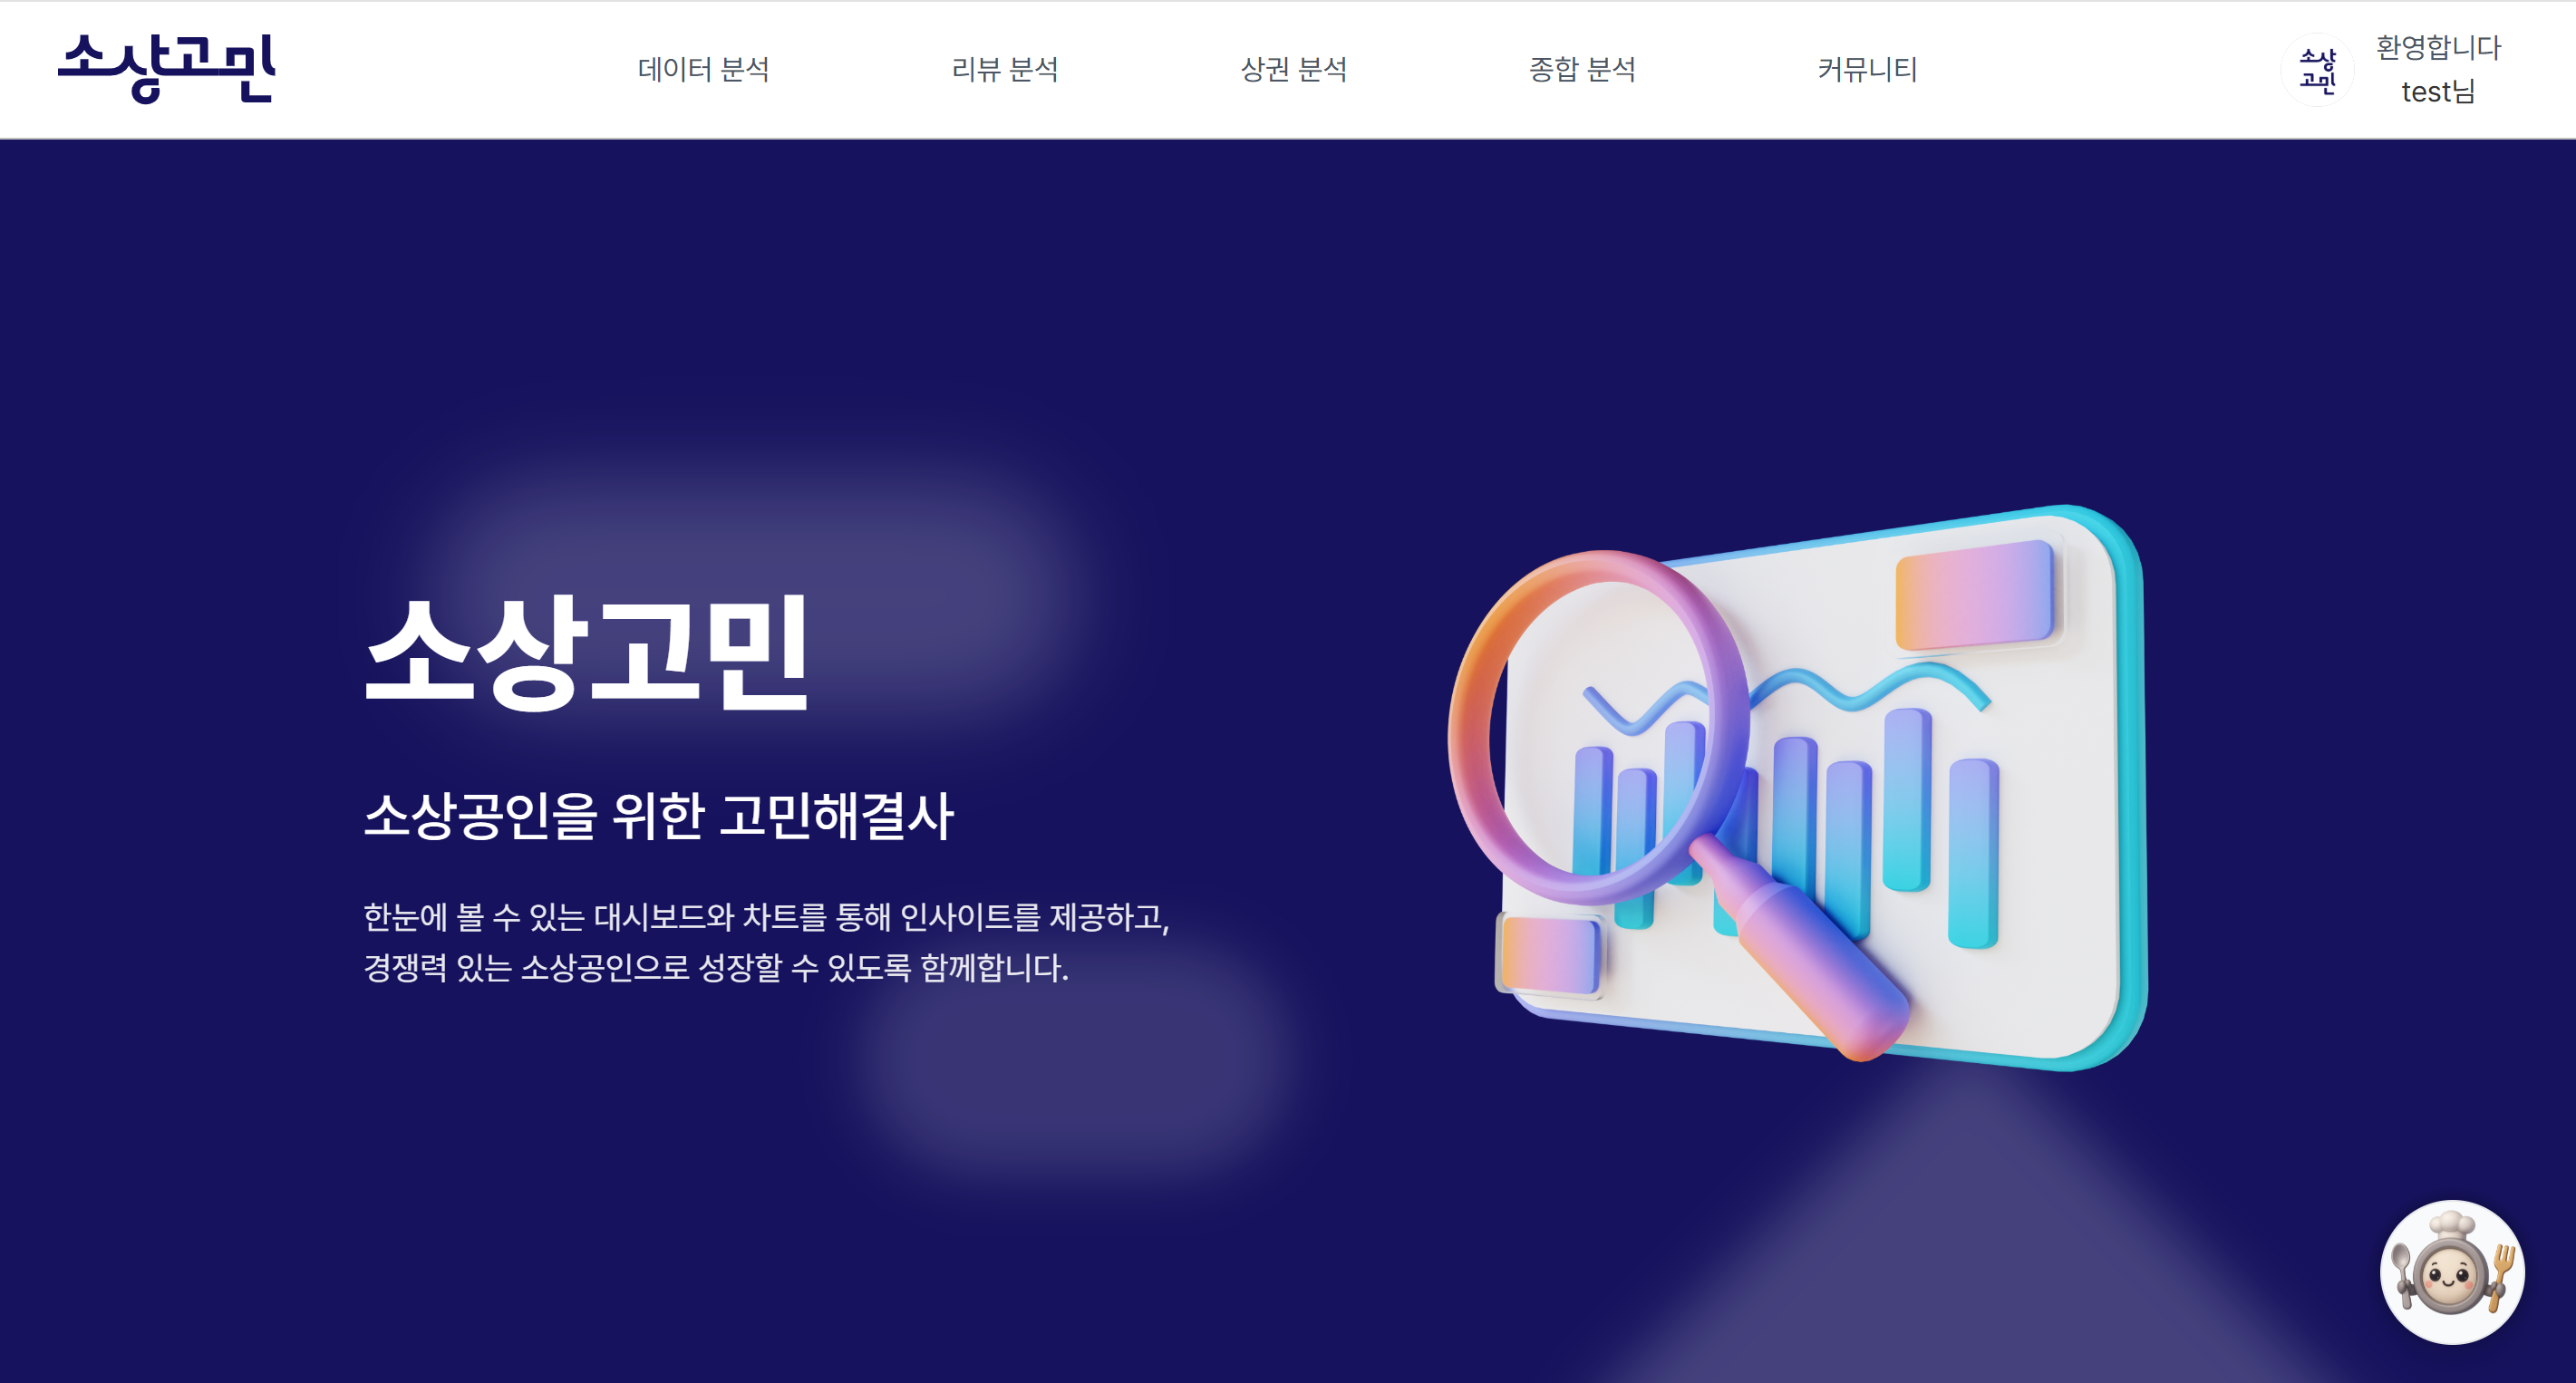 소상고민
데이터 분석
리뷰 분석
상권 분석
종합 분석
커뮤니티
소상
고민
환영합니다
test님
소상고민
소상공인을 위한 고민해결사
한눈에 볼 수 있는 대시보드와 차트를 통해 인사이트를 제공하고,
경쟁력 있는 소상공인으로 성장할 수 있도록 함께합니다.